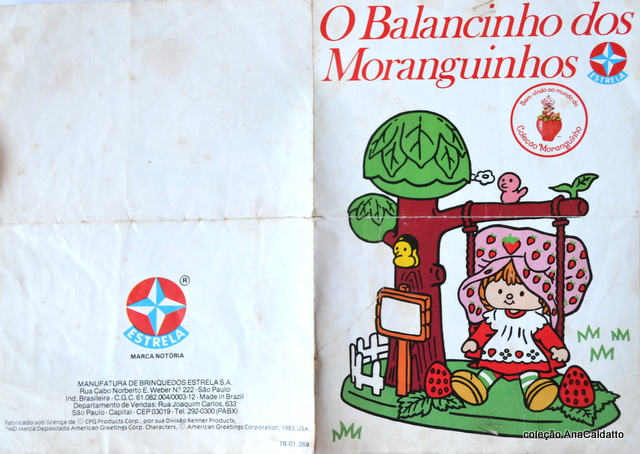 O Balancinho dos
Moranguinhos
ESTRELA
Bem vindo ao mundo da
Coleção Moranguinho
®
ESTRELA
MARCA NOTÓRIA
MANUFATURA DE BRINQUEDOS ESTRELA S.A.
Rua Cabo Norberto E. Weber N.º 222 - São Paulo
Ind. Brasileira - C.G.C. 61.082.004/0003-12 - Made in Brazil
Departamento de Vendas: Rua Joaquim Carlos, 633
São Paulo - Capital - CEP 03019 - Tel. 292-0300 (PABX)
Fabricado sob licença de © CPG Products Corp., por sua Divisão Kenner Products,
*MD Marca Depositada American Greetings Corp. Characters, © American Greetings Corporation, 1983, USA.
78.01.269
coleção AnaCaldatto